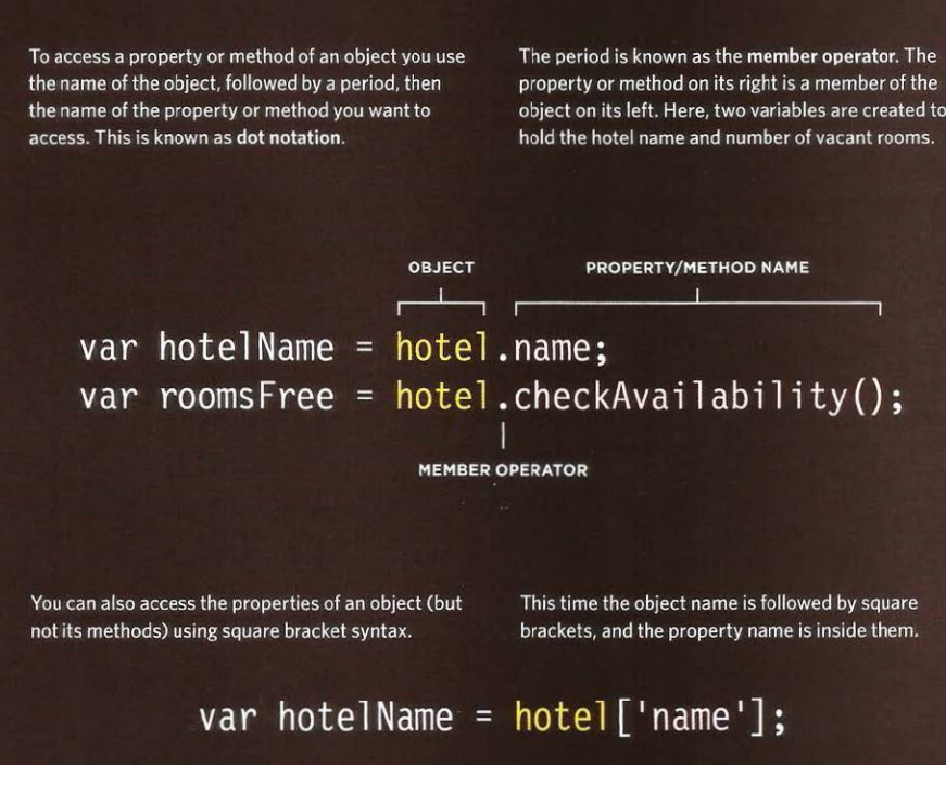 To access a property or method of an object you use
the name of the object, followed by a period, then
the name of the property or method you want to
access. This is known as dot notation.
The period is known as the member operator. The
property or method on its right is a member of the
object on its left. Here, two variables are created to
hold the hotel name and number of vacant rooms.
OBJECT PROPERTY/METHOD NAME
var hotelName = hotel.name;
var roomsFree = hotel.checkAvailability();
MEMBER OPERATOR
You can also access the properties of an object (but
not its methods) using square bracket syntax.
This time the object name is followed by square
brackets, and the property name is inside them.
var hotelName = hotel['name'];